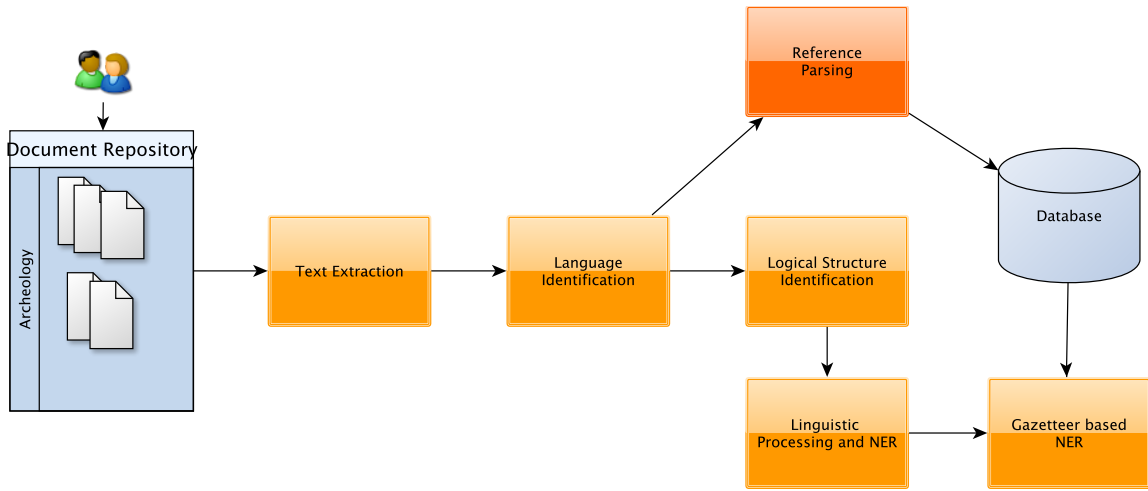 Document Repository
Archeology
Text Extraction
Language
Identification
Reference
Parsing
Logical Structure
Identification
Database
Linguistic
Processing and NER
Gazetteer based
NER